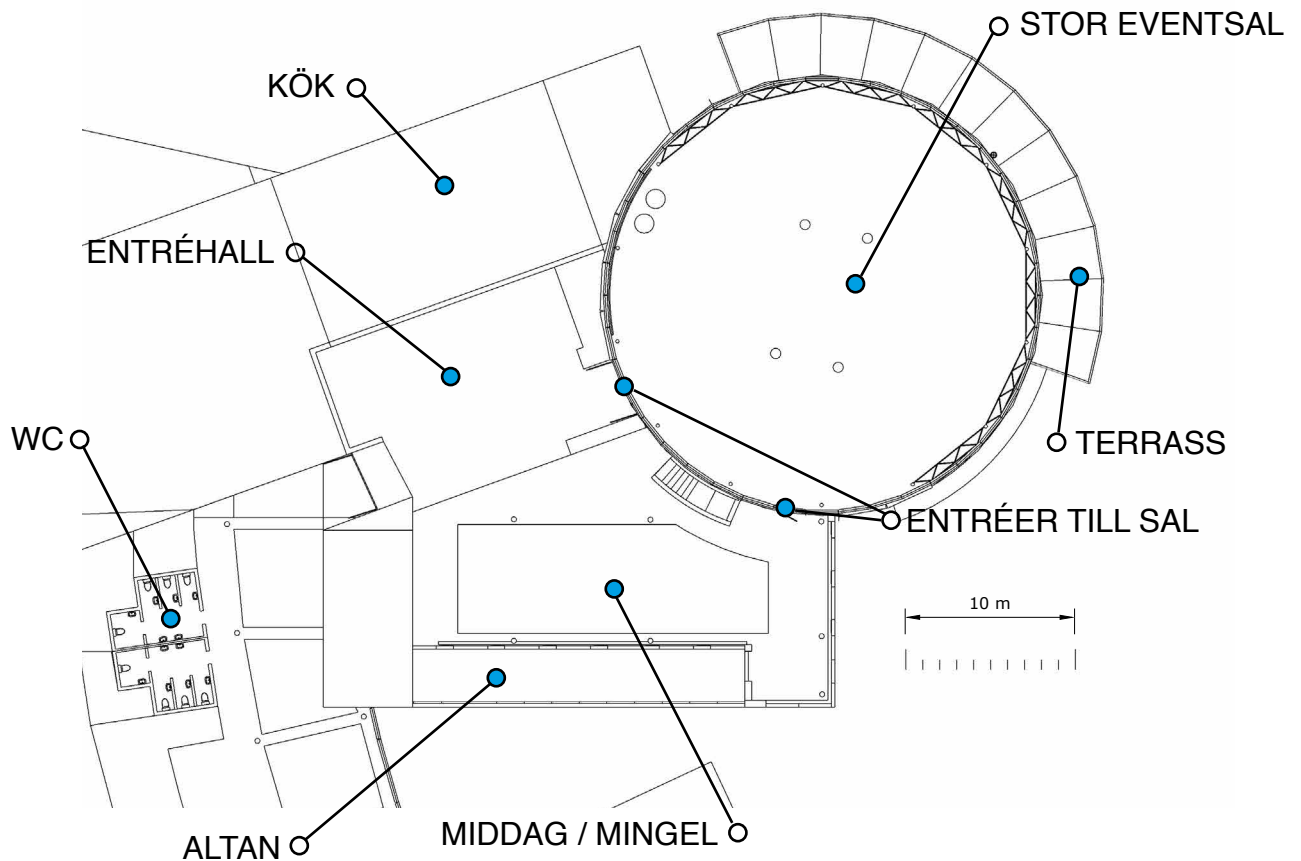 STOR EVENTSAL
KÖK
ENTRÉHALL
WC
TERRASS
ENTRÉER TILL SAL
10 m
MIDDAG / MINGEL
ALTAN